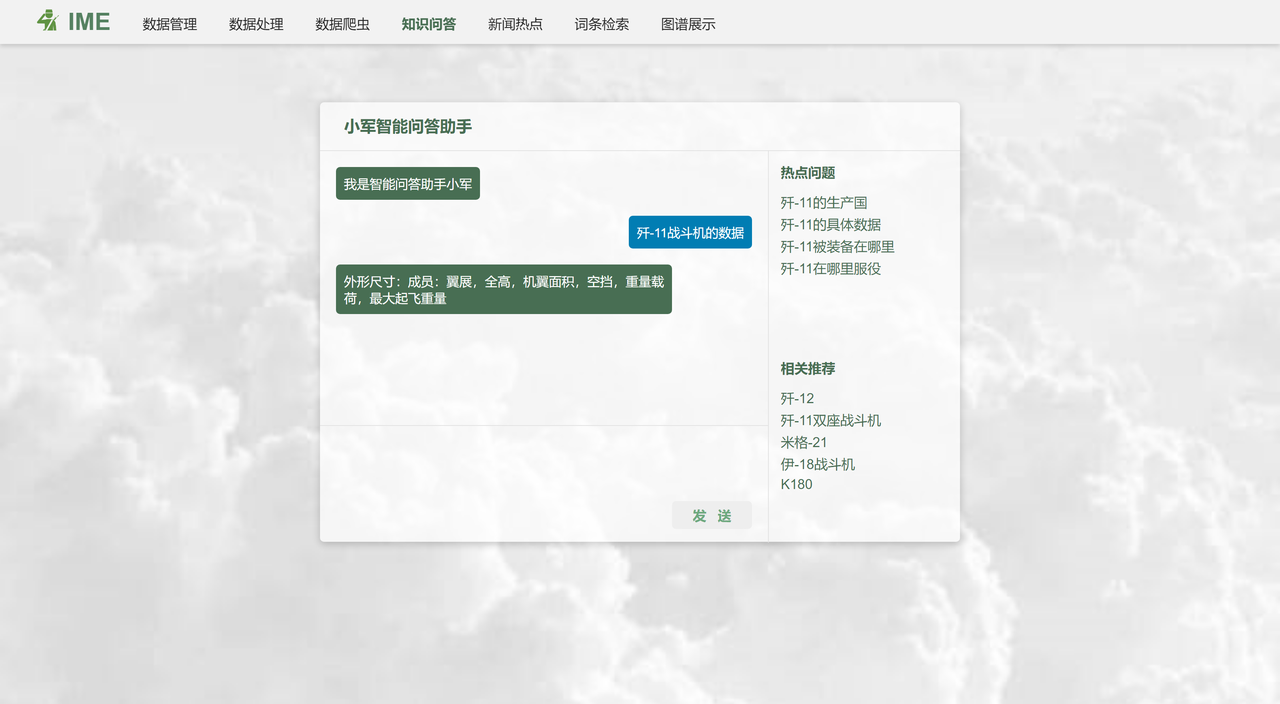 IME 数据管理 数据处理 数据爬虫 知识问答 新闻热点 词条检索 图谱展示
小军智能问答助手
我是智能问答助手小军
歼-11战斗机的数据
外形尺寸：成员：翼展，全高，机翼面积，空挡，重量载
荷，最大起飞重量
发 送
热点问题
歼-11的生产国
歼-11的具体数据
歼-11被装备在哪里
歼-11在哪里服役
相关推荐
歼-12
歼-11双座战斗机
米格-21
伊-18战斗机
K180